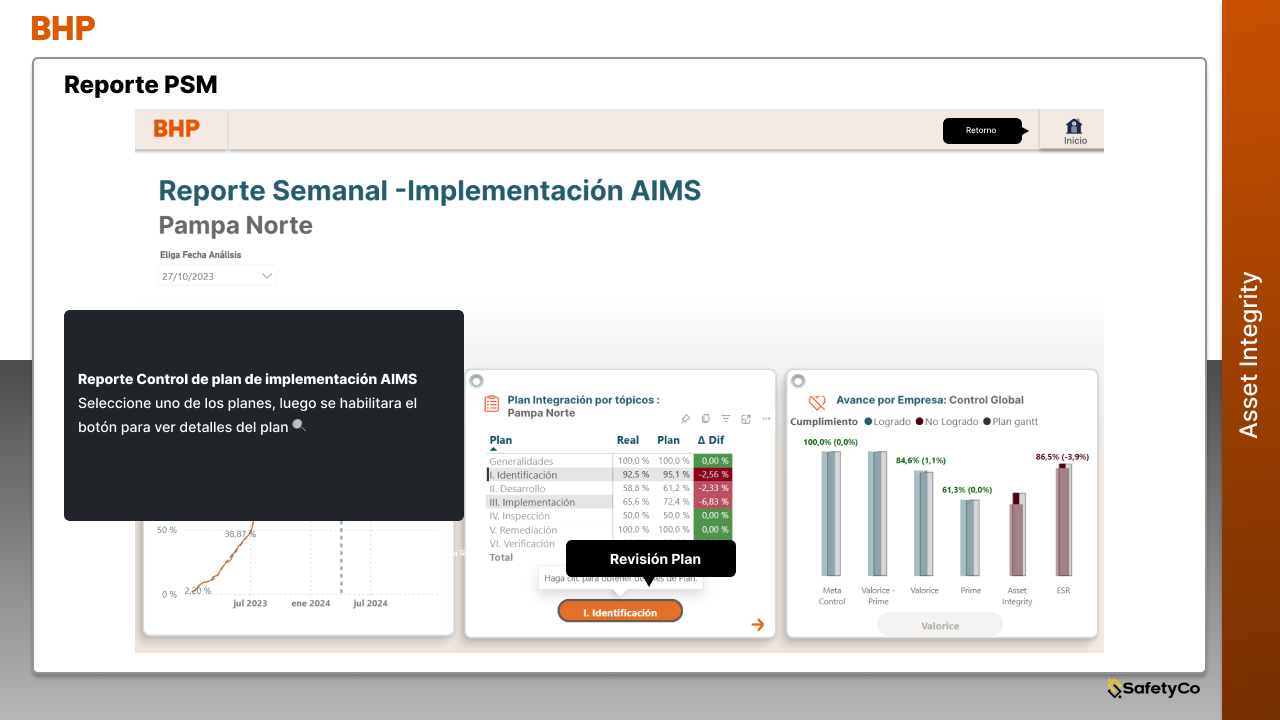 BHP
Reporte PSM
BHP
Retorno
Inicio
Reporte Semanal -Implementación AIMS
Pampa Norte
Eliga Fecha Análisis
27/10/2023
Reporte Control de plan de implementación AIMS
Seleccione uno de los planes, luego se habilitara el
botón para ver detalles del plan
50 %
38,87 %
0 %
2,20 %
jul 2023 ene 2024 jul 2024
Plan Integración por tópicos :
Pampa Norte
Plan Real Plan Δ Dif
Generalidades 100,0 % 100,0 % 0,00 %
I. Identificación 92,5 % 95,1 % -2,56 %
II. Desarrollo 58,8 % 61,2 % -2,33 %
III. Implementación 65,6 % 72,4 % -6,83 %
IV. Inspección 50,0 % 50,0 % 0,00 %
V. Remediación 100,0 % 100,0 % 0,00 %
VI. Verificación
Total
Revisión Plan
Haga clic para obtener de es de Plan.
I. Identificación
Avance por Empresa: Control Global
Cumplimiento Logrado No Logrado Plan gantt
100,0% (0,0%)
84,6% (1,1%)
61,3% (0,0%)
86,5% (-3,9%)
Meta Control
Valorice - Prime
Valorice
Prime
Asset Integrity
ESR
Valorice
Asset Integrity
SafetyCo